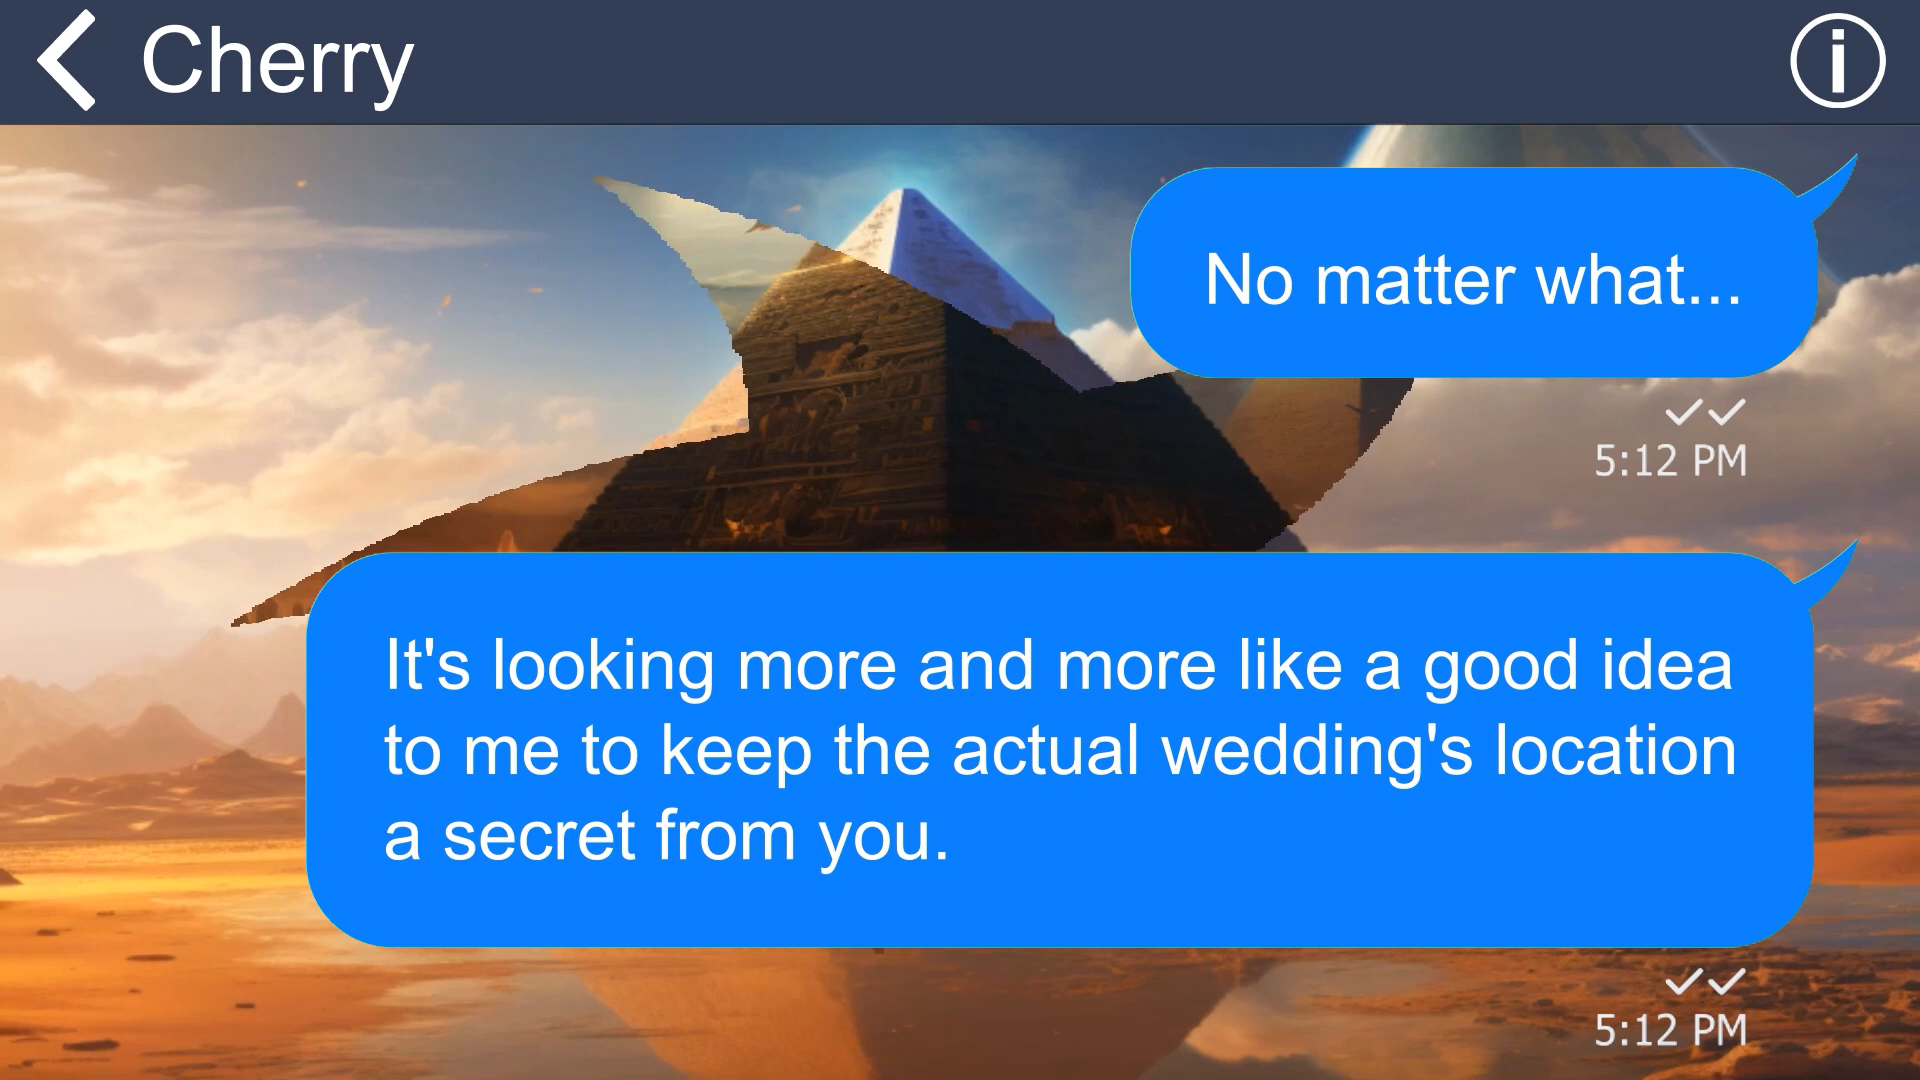 Cherry
No matter what...
5:12 PM
It's looking more and more like a good idea
to me to keep the actual wedding's location
a secret from you.
5:12 PM